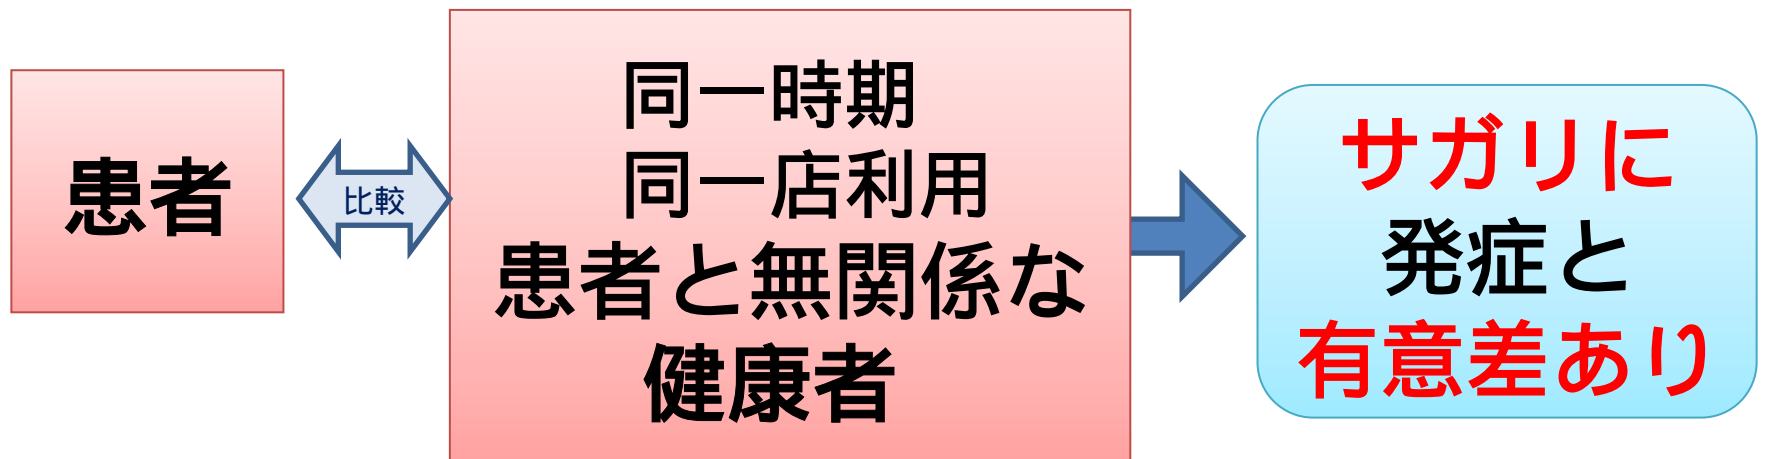 患者
比較
同一時期
同一店利用
患者と無関係な
健康者
サガリに
発症と
有意差あり